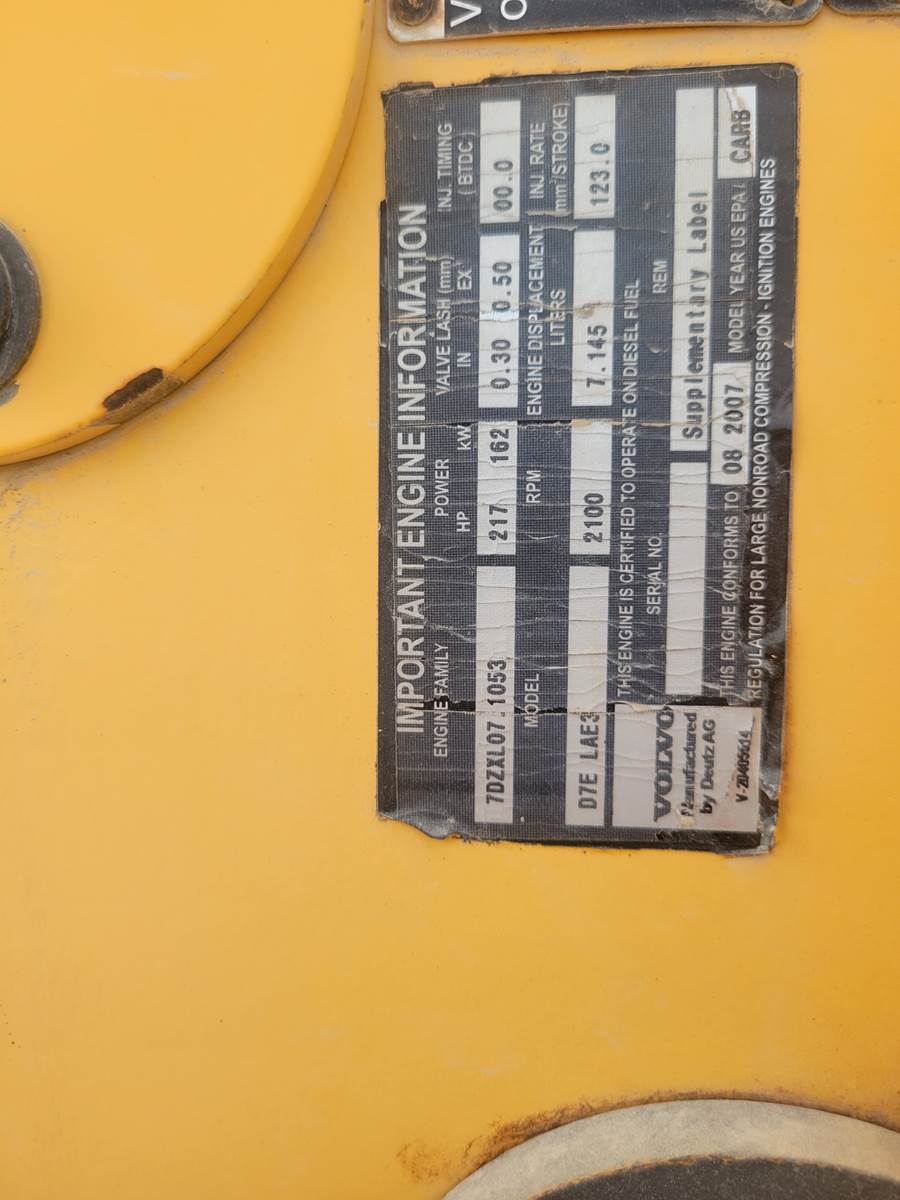 V
O
IMPORTANT ENGINE INFORMATION
ENGINE FAMILY POWER VALVE LASH (mm) INJ. TIMING
HP kW IN EX ( BTDC )
7DZXL07.1053 217 162 0.30 0.50 00.0
MODEL ( RPM ENGINE DISPLACEMENT INJ. RATE
LITERS mm³/STROKE)
D7E LAE3 2100 7.145 123.0
THIS ENGINE IS CERTIFIED TO OPERATE ON DIESEL FUEL
SERIAL NO. REM
Supplementary Label
VOLVO
Manufactured
by Deutz AG
V-20405614
THIS ENGINE CONFORMS TO 08 2007 MODEL YEAR US EPA / CARB
REGULATION FOR LARGE NONROAD COMPRESSION - IGNITION ENGINES